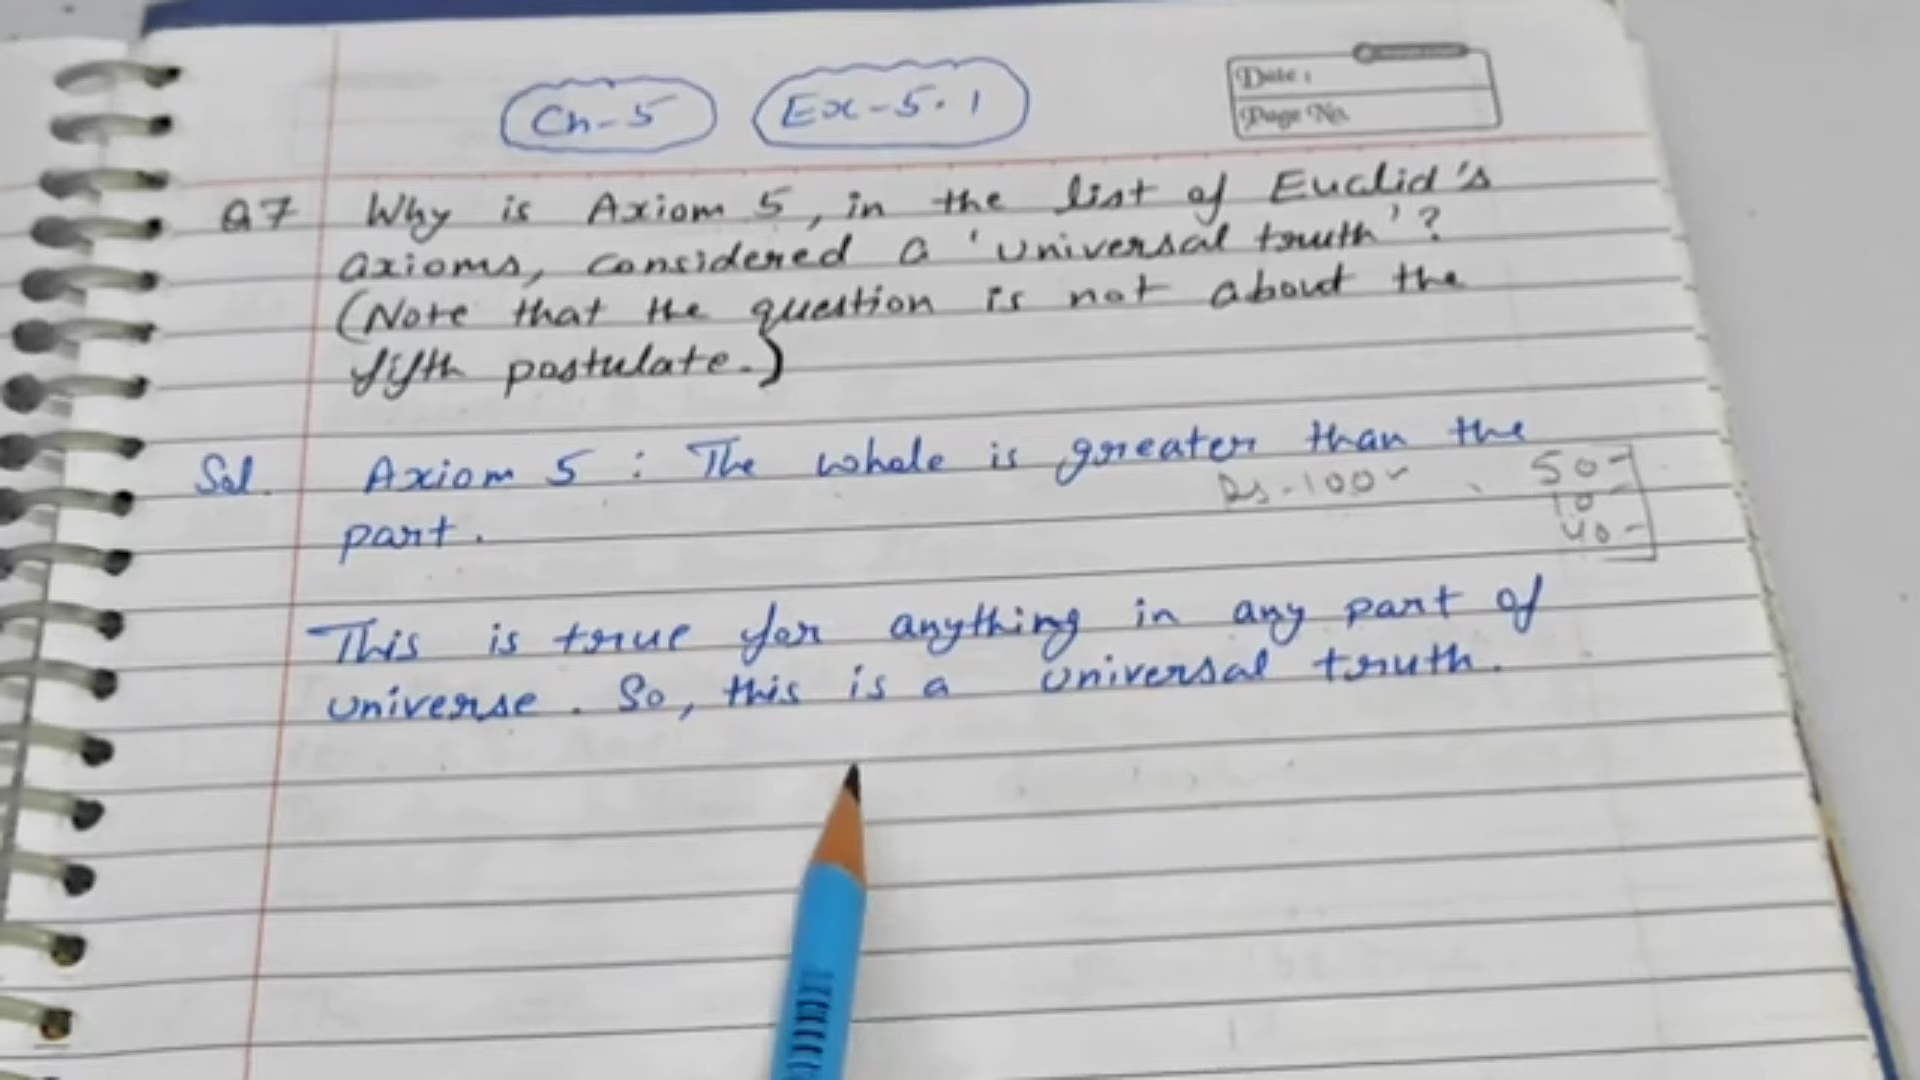 Ch-5 Ex-5.1
Date :
Page No.
Q7 Why is Axiom 5, in the list of Euclid's
axioms, considered a 'universal truth'?
(Note that the question is not about the
fifth postulate.)
Sol. Axiom 5 : The whole is greater than the
Rs.100 50
part. 10
40
This is true for anything in any part of
universe. So, this is a universal truth.